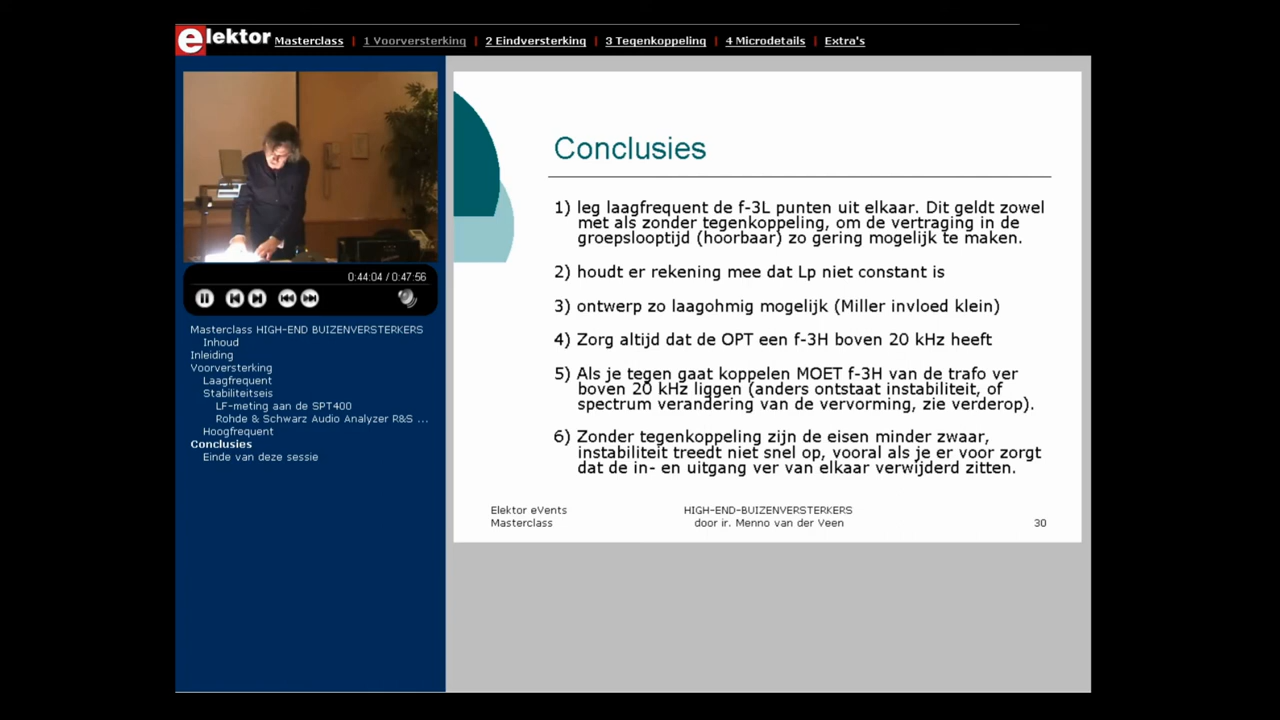 elektor Masterclass | 1 Voorversterking | 2 Eindversterking | 3 Tegenkoppeling | 4 Microdetails | Extra's
0:44:04 / 0:47:56
Masterclass HIGH-END BUIZENVERSTERKERS
Inhoud
Inleiding
Voorversterking
Laagfrequent
Stabiliteitseis
LF-meting aan de SPT400
Rohde & Schwarz Audio Analyzer R&S ...
Hoogfrequent
Conclusies
Einde van deze sessie
Conclusies
1) leg laagfrequent de f-3L punten uit elkaar. Dit geldt zowel
met als zonder tegenkoppeling, om de vertraging in de
groepslooptijd (hoorbaar) zo gering mogelijk te maken.
2) houdt er rekening mee dat Lp niet constant is
3) ontwerp zo laagohmig mogelijk (Miller invloed klein)
4) Zorg altijd dat de OPT een f-3H boven 20 kHz heeft
5) Als je tegen gaat koppelen MOET f-3H van de trafo ver
boven 20 kHz liggen (anders ontstaat instabiliteit, of
spectrum verandering van de vervorming, zie verderop).
6) Zonder tegenkoppeling zijn de eisen minder zwaar,
instabiliteit treedt niet snel op, vooral als je er voor zorgt
dat de in- en uitgang ver van elkaar verwijderd zitten.
Elektor eVents
Masterclass
HIGH-END-BUIZENVERSTERKERS
door ir. Menno van der Veen
30